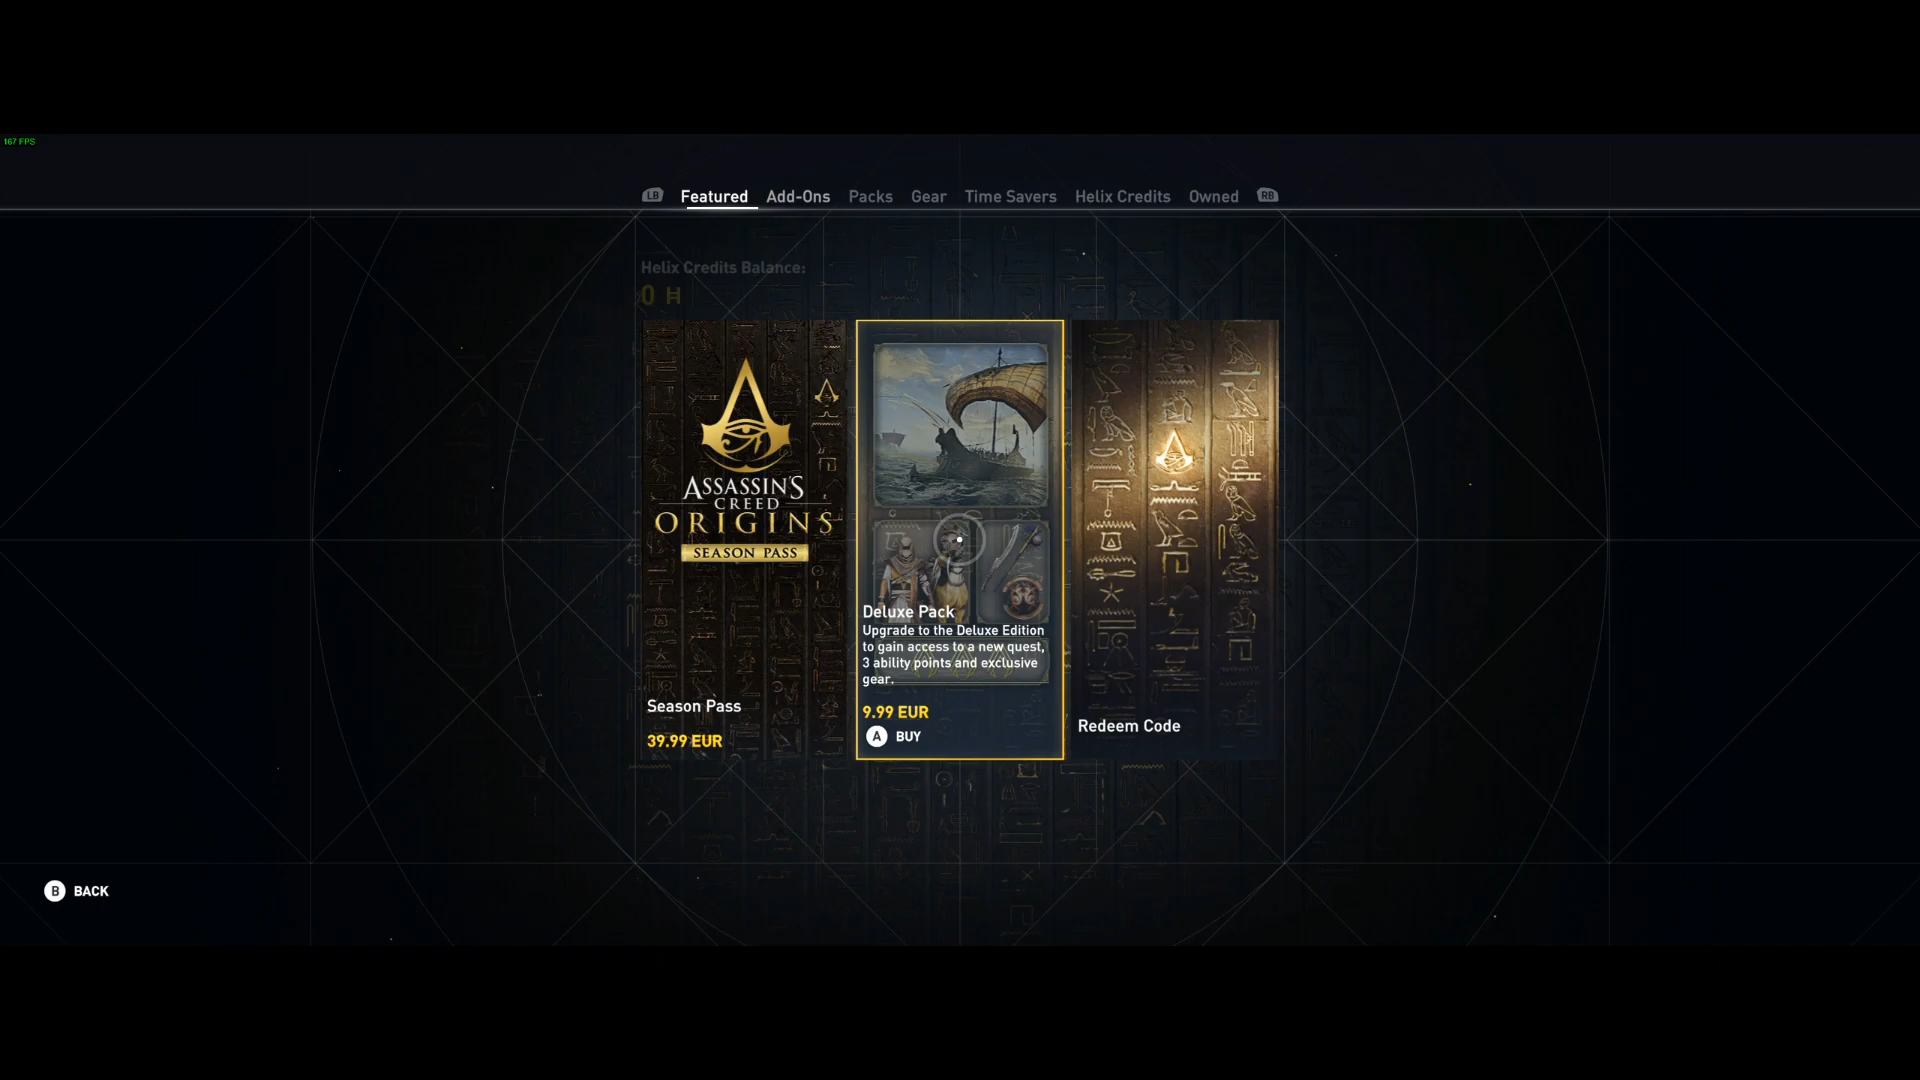 167 FPS
LB Featured Add-Ons Packs Gear Time Savers Helix Credits Owned RB
Helix Credits Balance:
0 H
ASSASSIN'S
CREED
ORIGINS
SEASON PASS
Season Pass
39.99 EUR
Deluxe Pack
Upgrade to the Deluxe Edition
to gain access to a new quest,
3 ability points and exclusive
gear.
9.99 EUR
A BUY
Redeem Code
B BACK